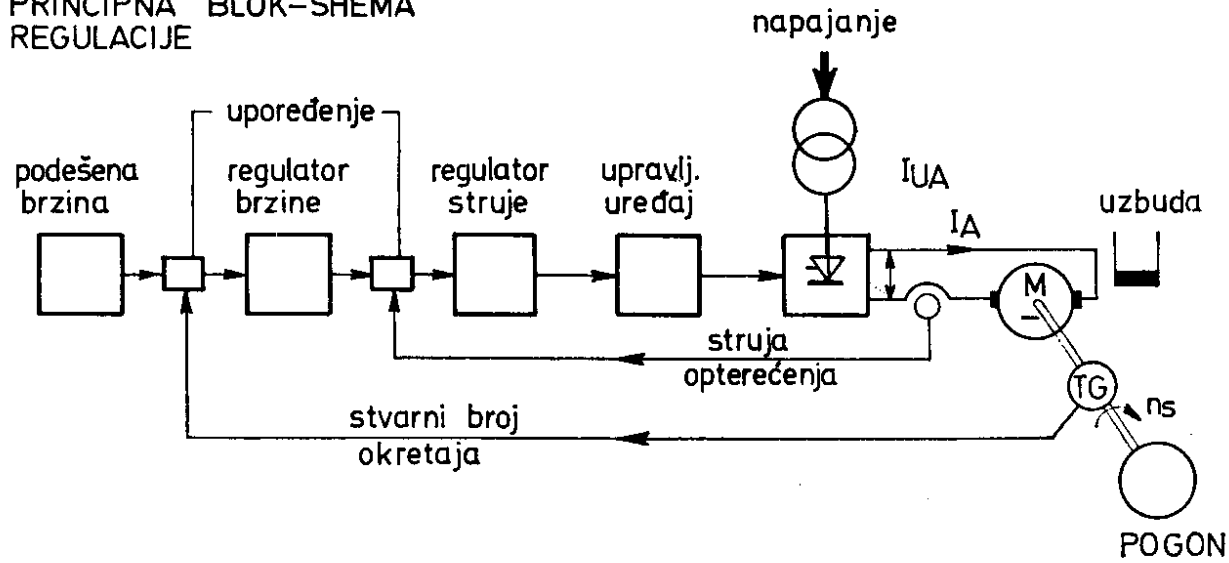 PRINCIPNA BLOK-SHEMA
REGULACIJE
napajanje
upoređenje
podešena
brzina
regulator
brzine
regulator
struje
upravlj.
uređaj
IUA
IA
uzbuda
M
struja
opterećenja
TG
ns
stvarni broj
okretaja
POGON